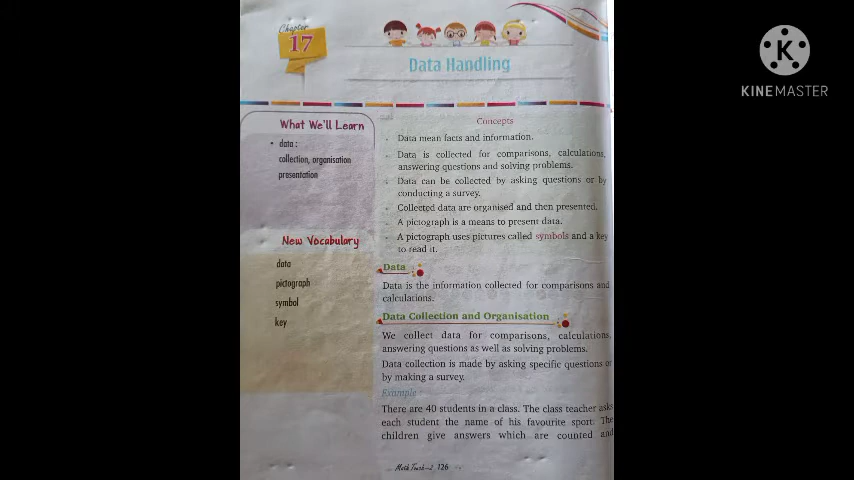 Chapter
17
Data Handling
What We'll Learn
• data :
collection, organisation
presentation
New Vocabulary
data
pictograph
symbol
key
Concepts
Data mean facts and information.
Data is collected for comparisons, calculations,
answering questions and solving problems.
Data can be collected by asking questions or by
conducting a survey.
Collected data are organised and then presented.
A pictograph is a means to present data.
A pictograph uses pictures called symbols and a key
to read it.
Data
Data is the information collected for comparisons and
calculations.
Data Collection and Organisation
We collect data for comparisons, calculations,
answering questions as well as solving problems.
Data collection is made by asking specific questions or
by making a survey.
Example
There are 40 students in a class. The class teacher asks
each student the name of his favourite sport. The
children give answers which are counted and
126
K
KINEMASTER